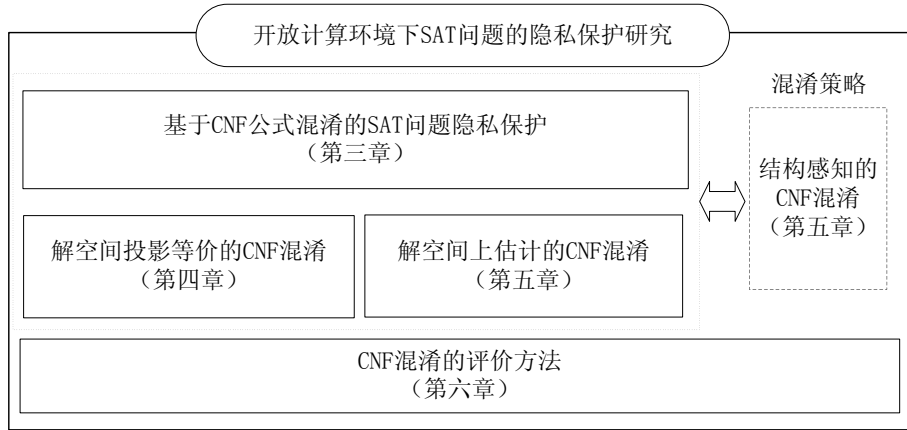 开放计算环境下SAT问题的隐私保护研究
混淆策略
基于CNF公式混淆的SAT问题隐私保护
（第三章）
结构感知的
CNF混淆
（第五章）
解空间投影等价的CNF混淆
（第四章）
解空间上估计的CNF混淆
（第五章）
CNF混淆的评价方法
（第六章）